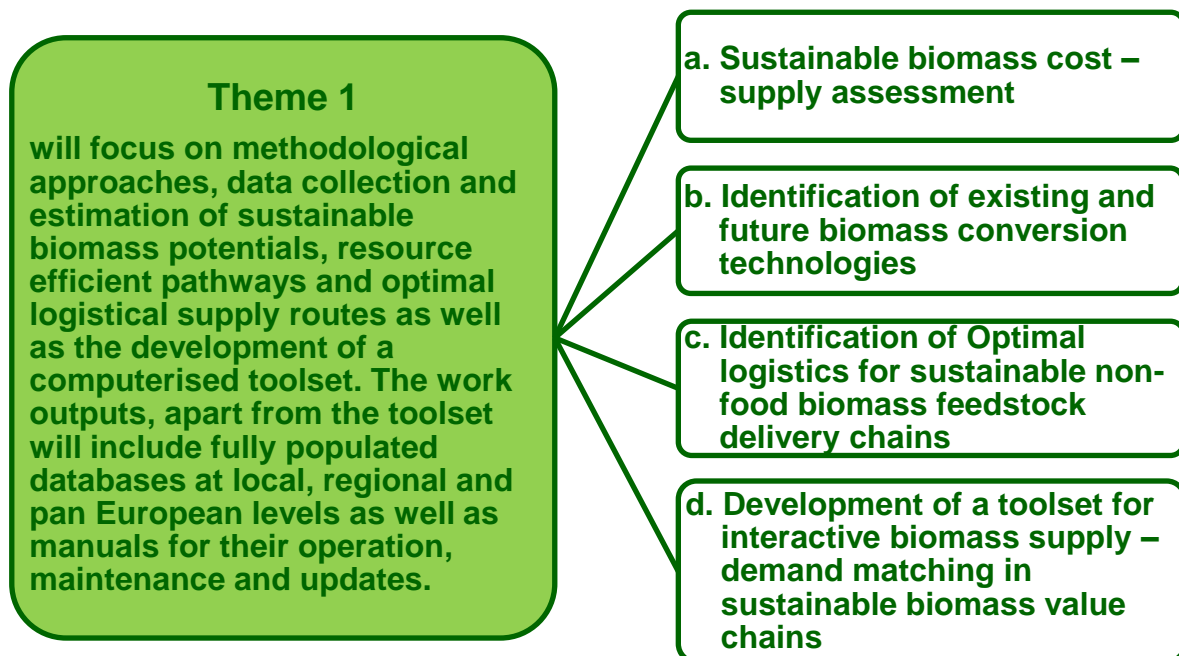 Theme 1
will focus on methodological
approaches, data collection and
estimation of sustainable
biomass potentials, resource
efficient pathways and optimal
logistical supply routes as well
as the development of a
computerised toolset. The work
outputs, apart from the toolset
will include fully populated
databases at local, regional and
pan European levels as well as
manuals for their operation,
maintenance and updates.
a. Sustainable biomass cost –
supply assessment
b. Identification of existing and
future biomass conversion
technologies
c. Identification of Optimal
logistics for sustainable non-
food biomass feedstock
delivery chains
d. Development of a toolset for
interactive biomass supply –
demand matching in
sustainable biomass value
chains